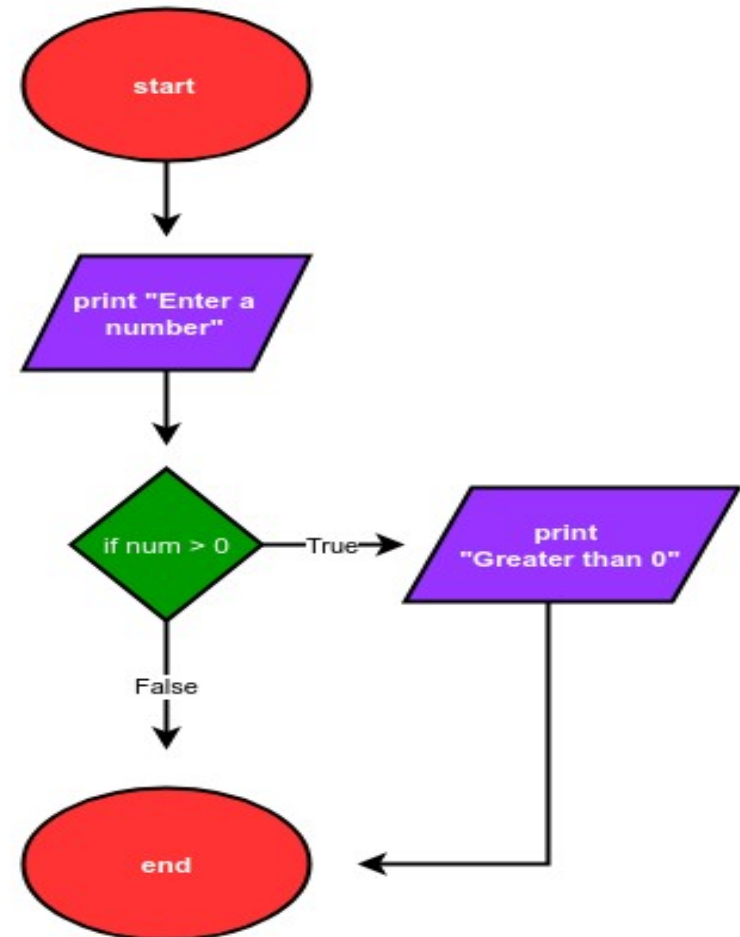 start
print "Enter a
number"
if num > 0
True
print
"Greater than 0"
False
end